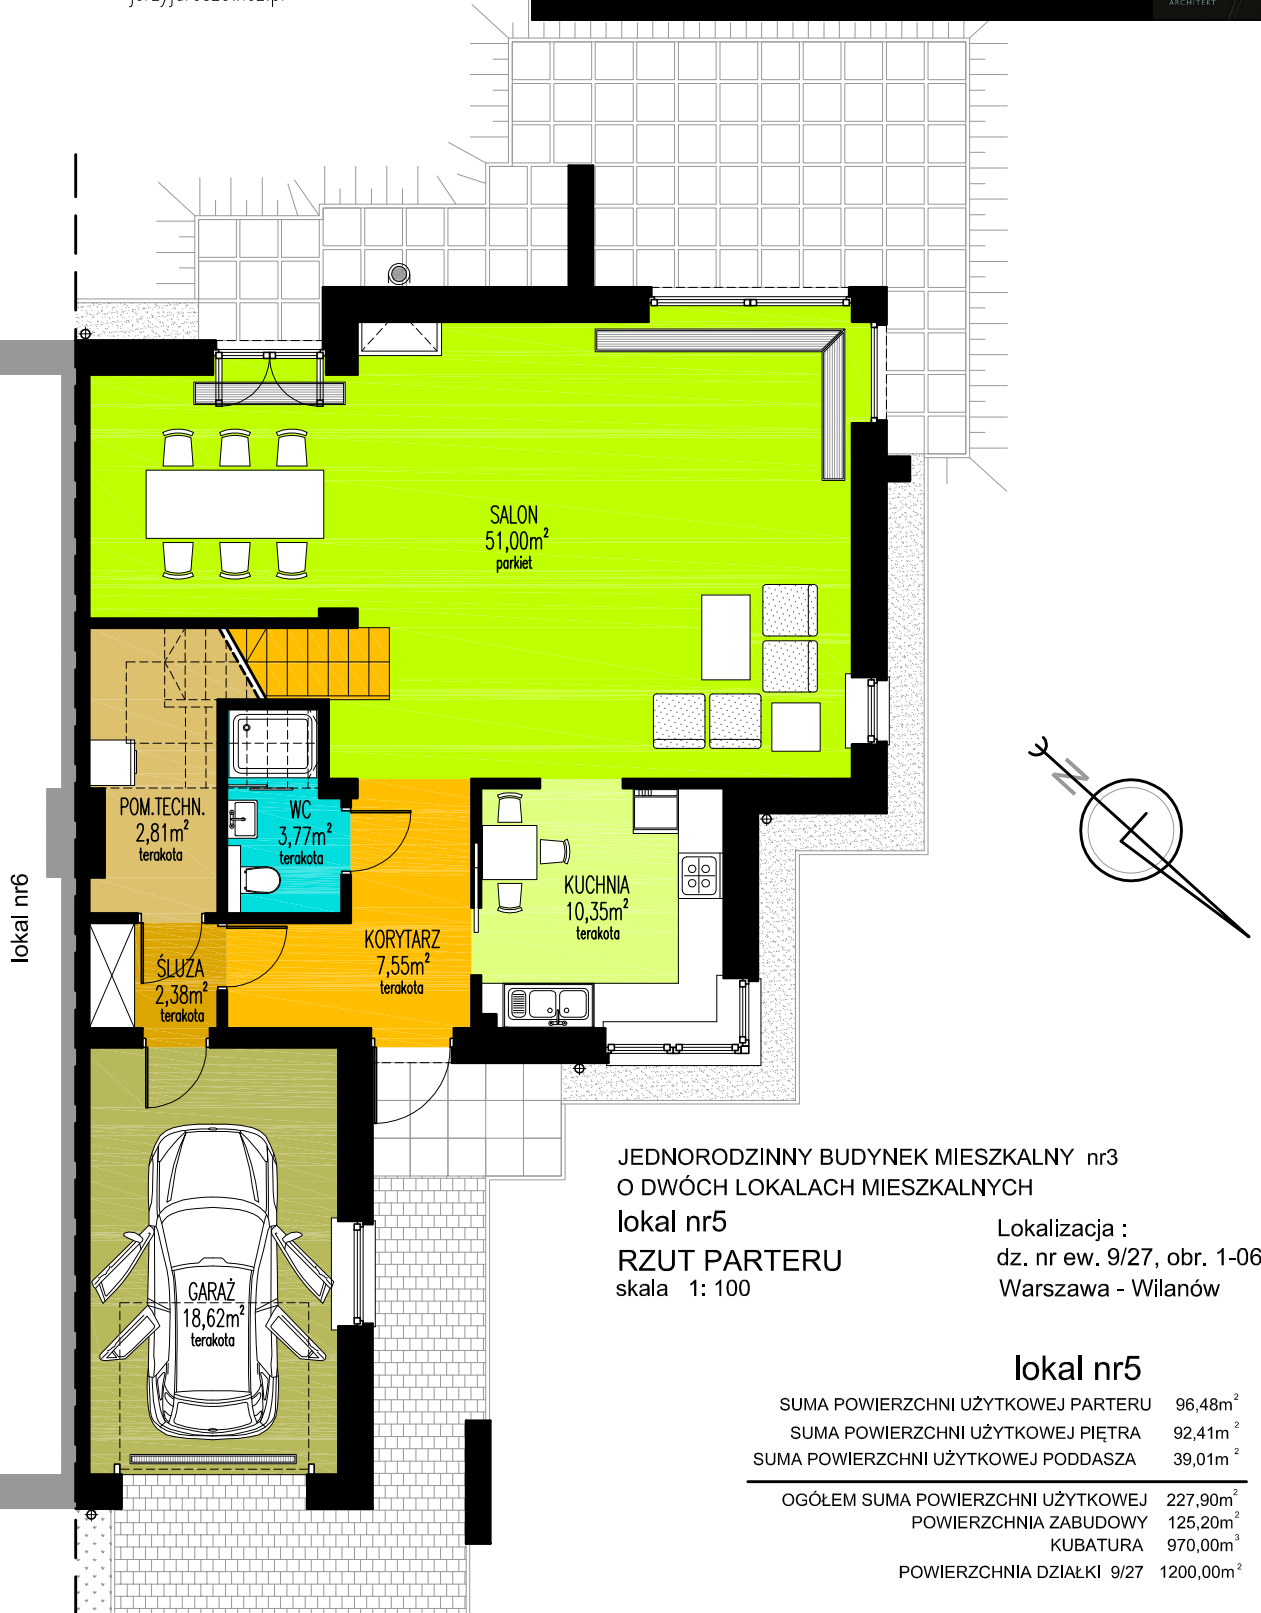 ARCHITEKT
SALON
51,00m²
parkiet
POM.TECHN.
2,81m²
terakota
WC
3,77m²
terakota
KUCHNIA
10,35m²
terakota
KORYTARZ
7,55m²
terakota
ŚLUZA
2,38m²
terakota
lokal nr6
N
GARAŻ
18,62m²
terakota
JEDNORODZINNY BUDYNEK MIESZKALNY nr3
O DWÓCH LOKALACH MIESZKALNYCH
lokal nr5
RZUT PARTERU
skala 1: 100
Lokalizacja :
dz. nr ew. 9/27, obr. 1-06
Warszawa - Wilanów
lokal nr5
SUMA POWIERZCHNI UŻYTKOWEJ PARTERU 96,48m²
SUMA POWIERZCHNI UŻYTKOWEJ PIĘTRA 92,41m²
SUMA POWIERZCHNI UŻYTKOWEJ PODDASZA 39,01m²
OGÓŁEM SUMA POWIERZCHNI UŻYTKOWEJ 227,90m²
POWIERZCHNIA ZABUDOWY 125,20m²
KUBATURA 970,00m³
POWIERZCHNIA DZIAŁKI 9/27 1200,00m²